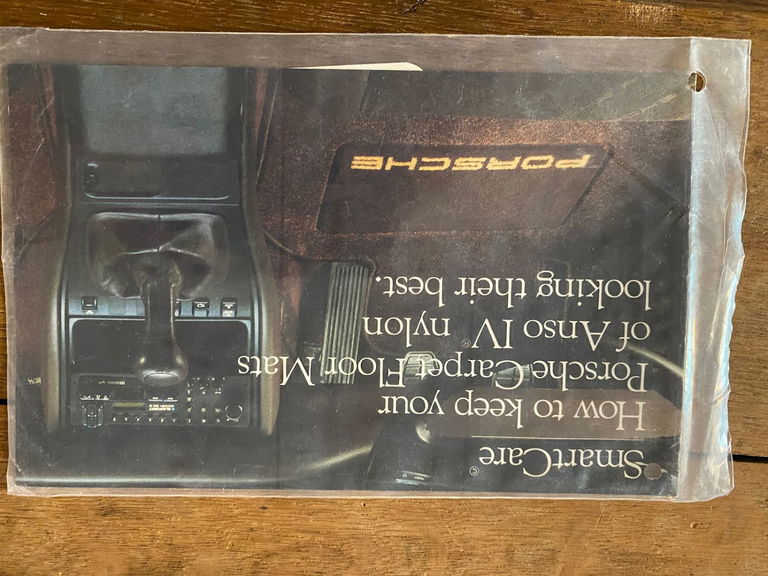 SmartCare©
How to keep your
Porsche Carpet Floor Mats
of Anso IV® nylon
looking their best.
PORSCHE